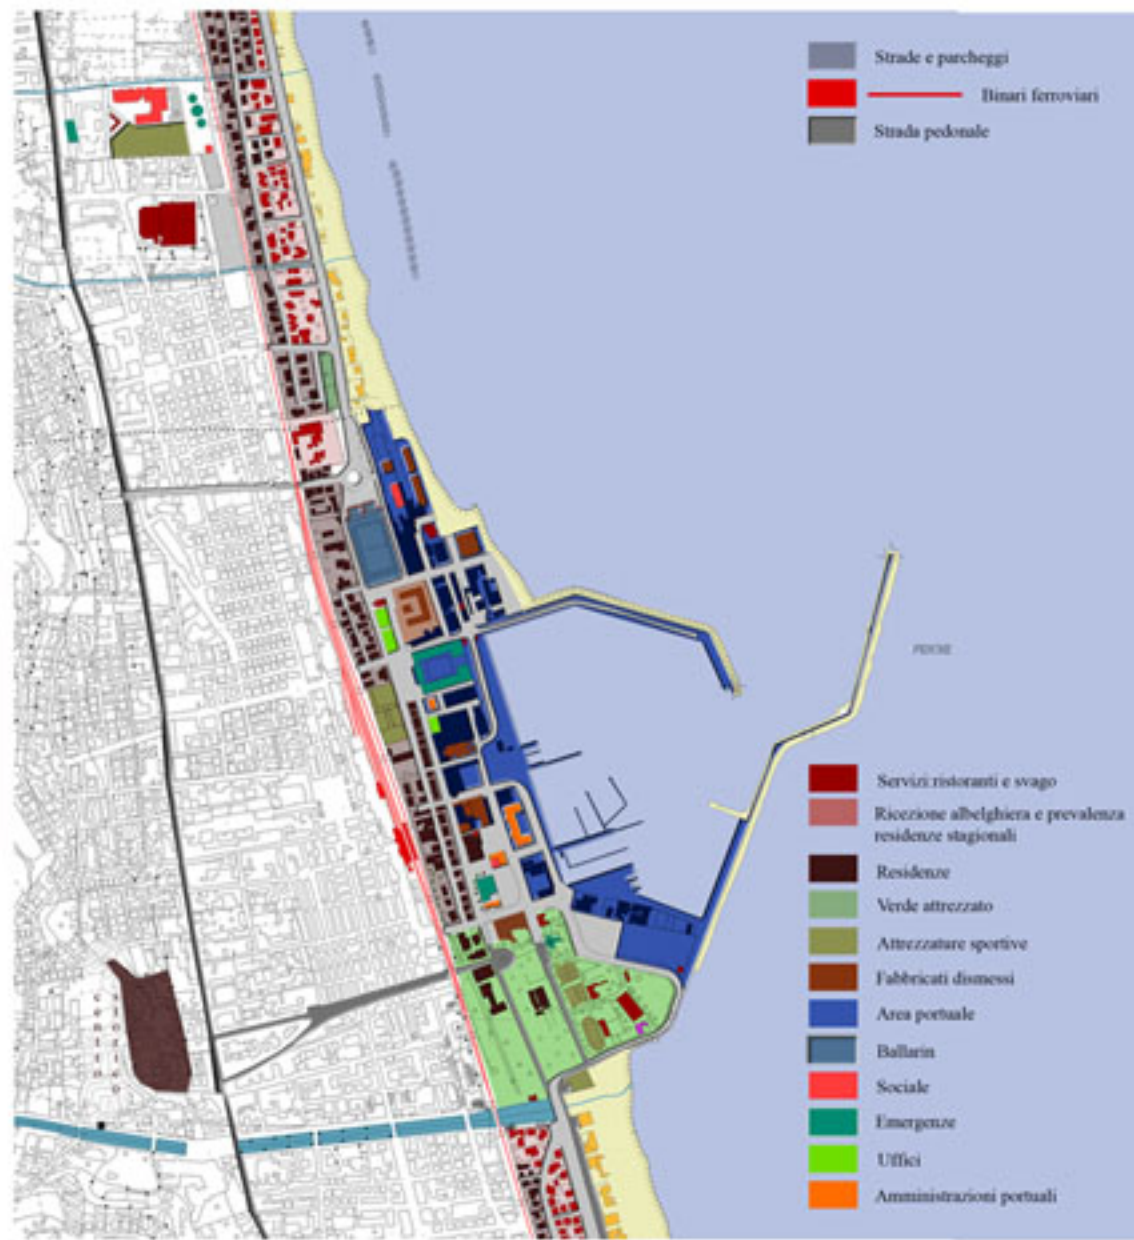 Strade e parcheggi
Binari ferroviari
Strada pedonale
Servizi ristoranti e svago
Ricezione albelghiera e prevalenza
residenze stagionali
Residenze
Verde attrezzato
Attrezzature sportive
Fabbricati dismessi
Area portuale
Ballarin
Sociale
Emergenze
Uffici
Amministrazioni portuali